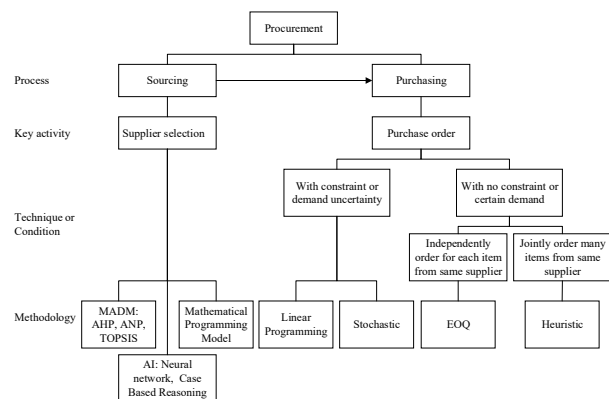 Procurement
Process
Sourcing
Purchasing
Key activity
Supplier selection
Purchase order
With constraint or
demand uncertainty
With no constraint or
certain demand
Technique or
Condition
Independently
order for each item
from same supplier
Jointly order many
items from same
supplier
Methodology
MADM:
AHP, ANP,
TOPSIS
Mathematical
Programming
Model
Linear
Programming
Stochastic
EOQ
Heuristic
AI: Neural
network, Case
Based Reasoning